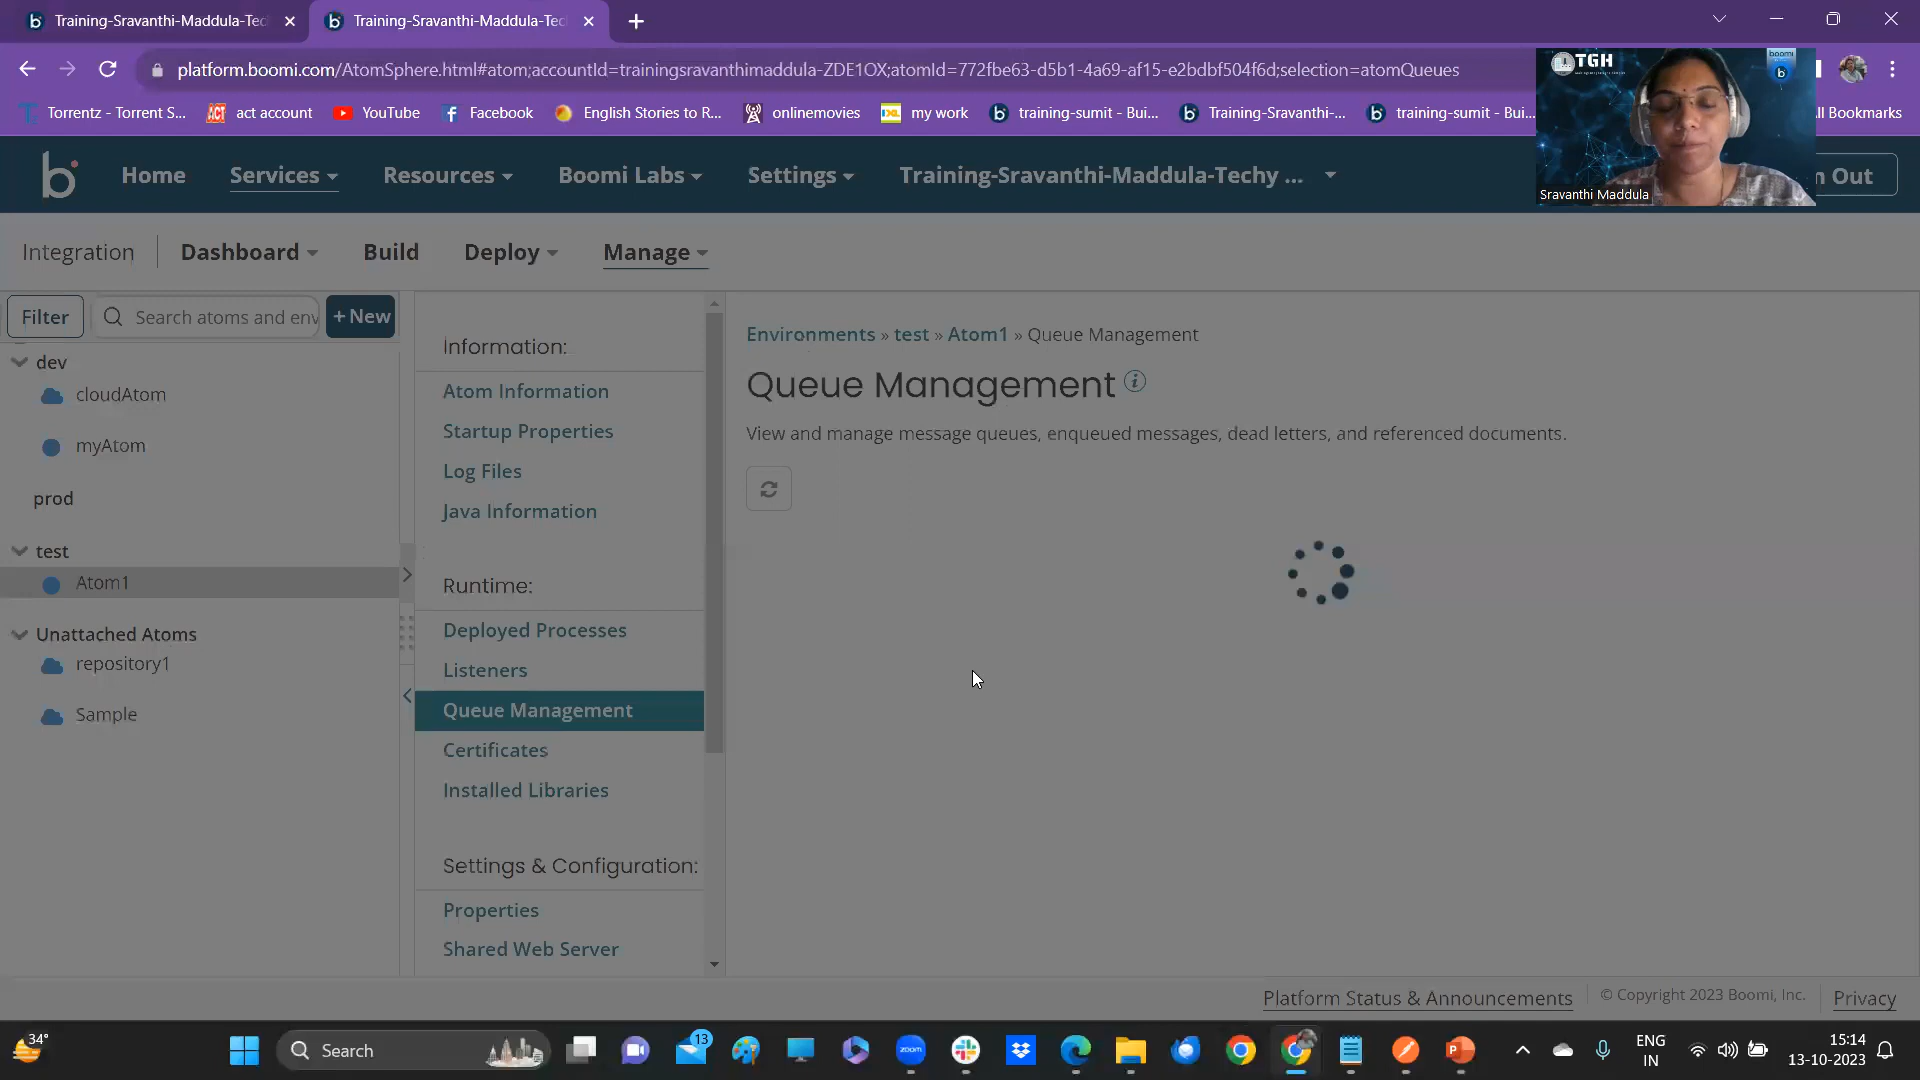 Training-Sravanthi-Maddula-Tec
Training-Sravanthi-Maddula-Tec
platform.boomi.com/AtomSphere.html#atom;accountId=trainingsravanthimaddula-ZDE1OX;atomId=772fbe63-d5b1-4a69-af15-e2bdbf504f6d;selection=atomQueues
Torrentz - Torrent S...
act account
YouTube
Facebook
English Stories to R...
onlinemovies
my work
training-sumit - Bui...
Training-Sravanthi-...
training-sumit - Bui...
ll Bookmarks
TGH
boomi
Sravanthi Maddula
Home
Services
Resources
Boomi Labs
Settings
Training-Sravanthi-Maddula-Techy ...
n Out
Integration
Dashboard
Build
Deploy
Manage
Filter
Search atoms and env
+ New
dev
cloudAtom
myAtom
prod
test
Atom1
Unattached Atoms
repository1
Sample
Information:
Atom Information
Startup Properties
Log Files
Java Information
Runtime:
Deployed Processes
Listeners
Queue Management
Certificates
Installed Libraries
Settings & Configuration:
Properties
Shared Web Server
Environments » test » Atom1 » Queue Management
Queue Management
View and manage message queues, enqueued messages, dead letters, and referenced documents.
Platform Status & Announcements
© Copyright 2023 Boomi, Inc.
Privacy
34°
Search
13
zoom
ENG
IN
15:14
13-10-2023